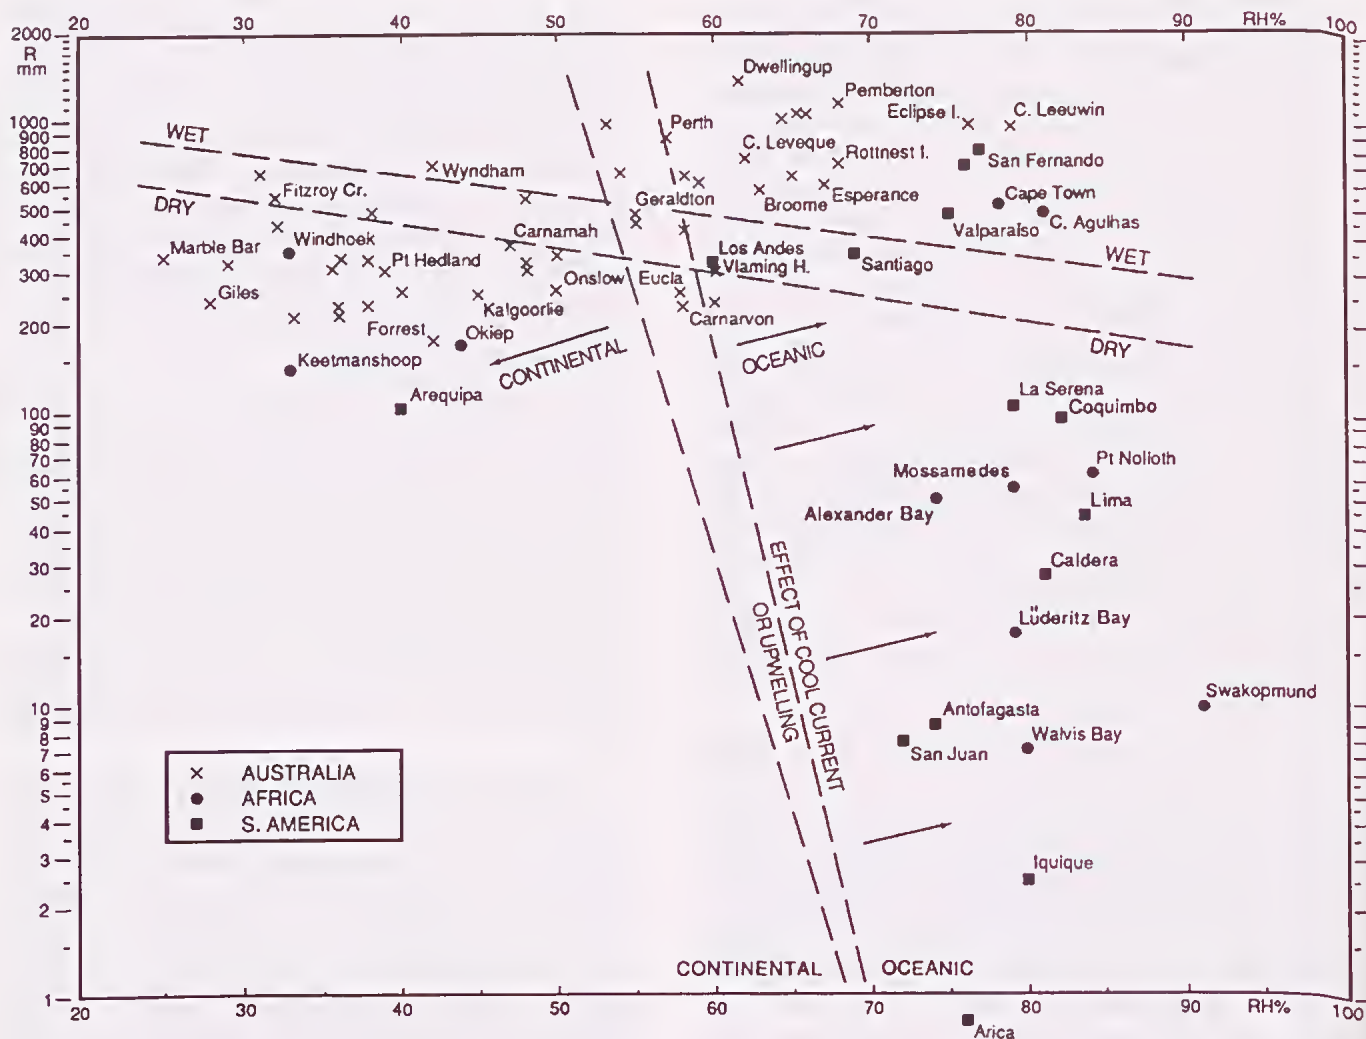 20 30 40 50 60 70 80 90 RH% 100
2000
R
mm
1000
900
800
700
600
500
400
300
200
100
90
80
70
60
50
40
30
20
10
9
8
7
6
5
4
3
2
1
Dwellingup
Pemberton
Eclipse I.
C. Leeuwin
WET
Perth
C. Leveque
Rottnest I.
San Fernando
Wyndham
Fitzroy Cr.
Geraldton
Broome
Esperance
Cape Town
DRY
Carnamah
Valparaíso
C. Agulhas
Marble Bar
Windhoek
Pt Hedland
Los Andes
Vlaming H.
Santiago
WET
Giles
Onslow
Eucla
Kalgoorlie
Carnarvon
Forrest
Okiep
Keetmanshoop
CONTINENTAL
OCEANIC
DRY
Arequipa
La Serena
Coquimbo
Mossamedes
Pt Nolloth
Alexander Bay
Lima
EFFECT OF COOL CURRENT
OR UPWELLING
Caldera
Lüderitz Bay
Swakopmund
Antofagasta
San Juan
Walvis Bay
AUSTRALIA
AFRICA
S. AMERICA
Iquique
CONTINENTAL OCEANIC
20 30 40 50 60 70 80 90 RH% 100
Arica